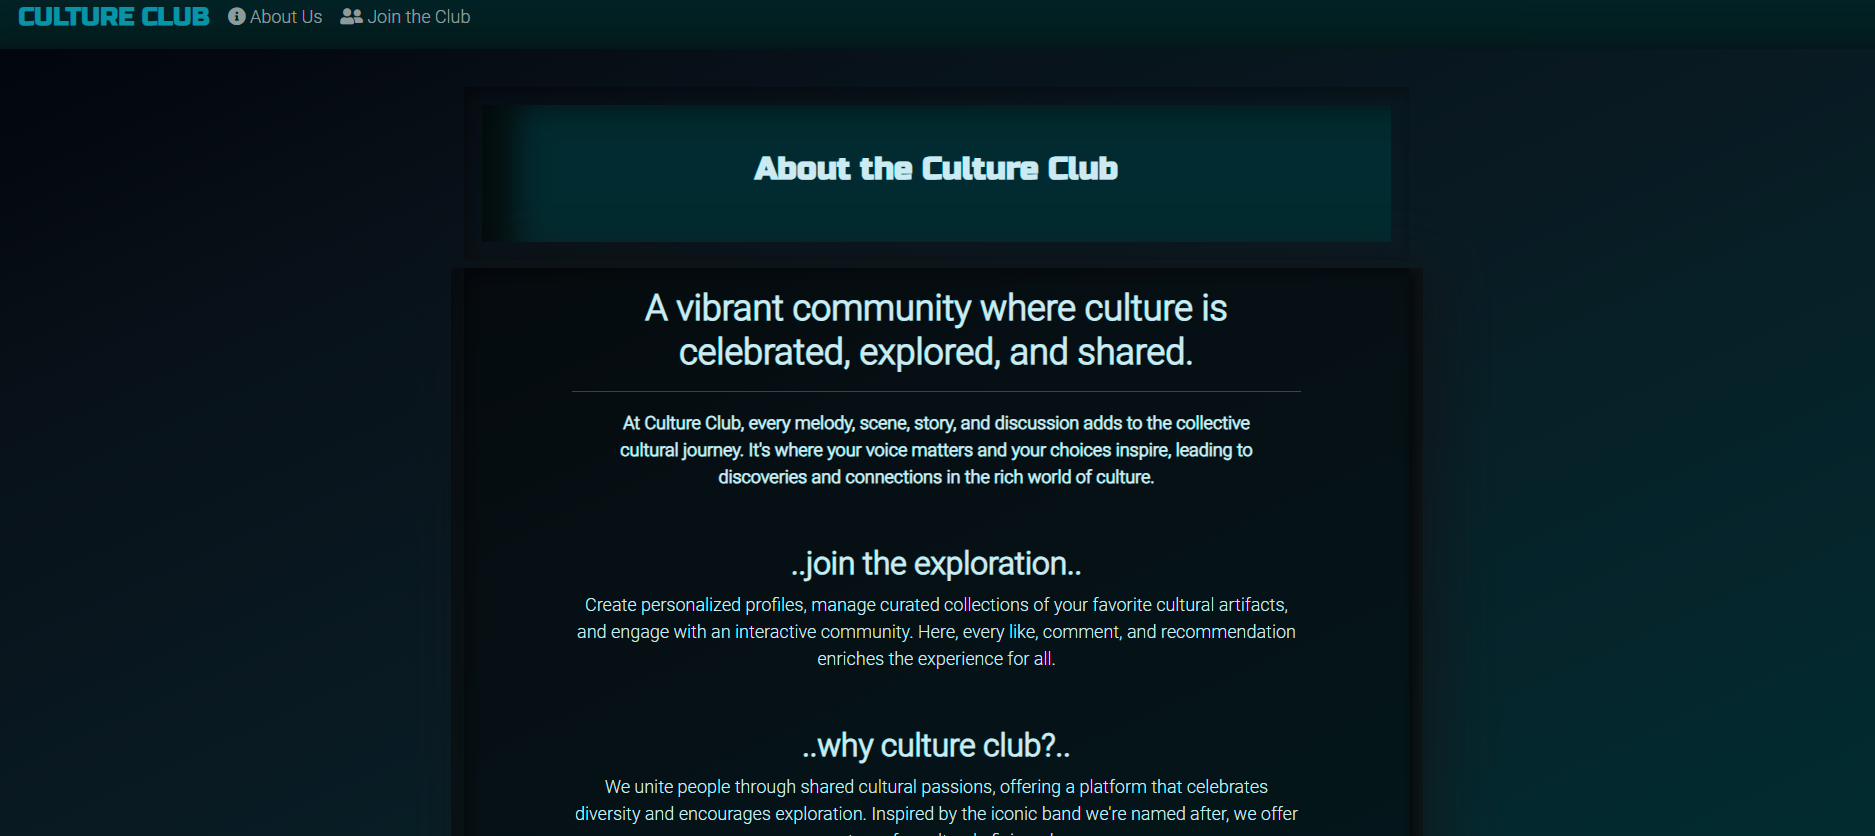 CULTURE CLUB About Us Join the Club
About the Culture Club
A vibrant community where culture is
celebrated, explored, and shared.
At Culture Club, every melody, scene, story, and discussion adds to the collective
cultural journey. It's where your voice matters and your choices inspire, leading to
discoveries and connections in the rich world of culture.
..join the exploration..
Create personalized profiles, manage curated collections of your favorite cultural artifacts,
and engage with an interactive community. Here, every like, comment, and recommendation
enriches the experience for all.
..why culture club?..
We unite people through shared cultural passions, offering a platform that celebrates
diversity and encourages exploration. Inspired by the iconic band we're named after, we offer